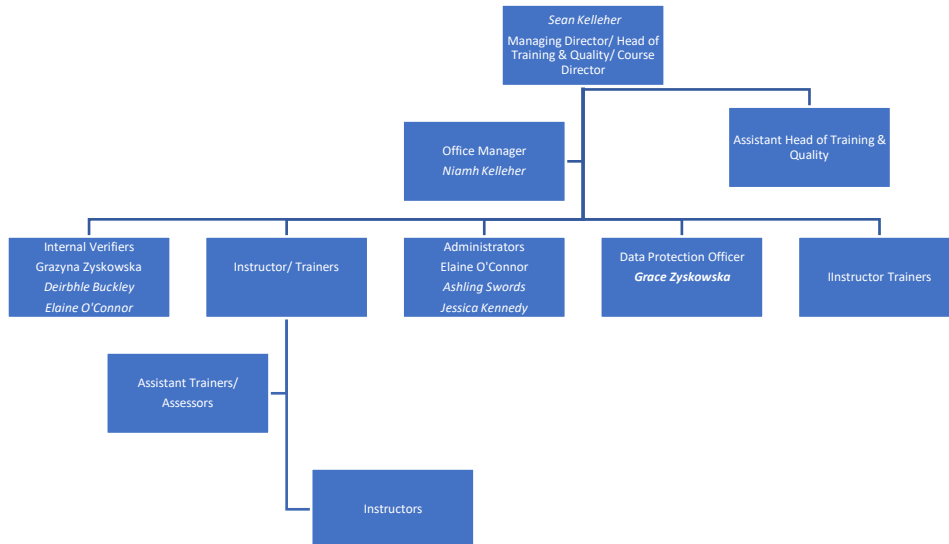 Sean Kelleher
Managing Director/ Head of
Training & Quality/ Course
Director
Assistant Head of Training &
Quality
Office Manager
Niamh Kelleher
Internal Verifiers
Grazyna Zyskowska
Deirbhle Buckley
Elaine O'Connor
Instructor/ Trainers
Administrators
Elaine O'Connor
Ashling Swords
Jessica Kennedy
Data Protection Officer
Grace Zyskowska
IInstructor Trainers
Assistant Trainers/
Assessors
Instructors